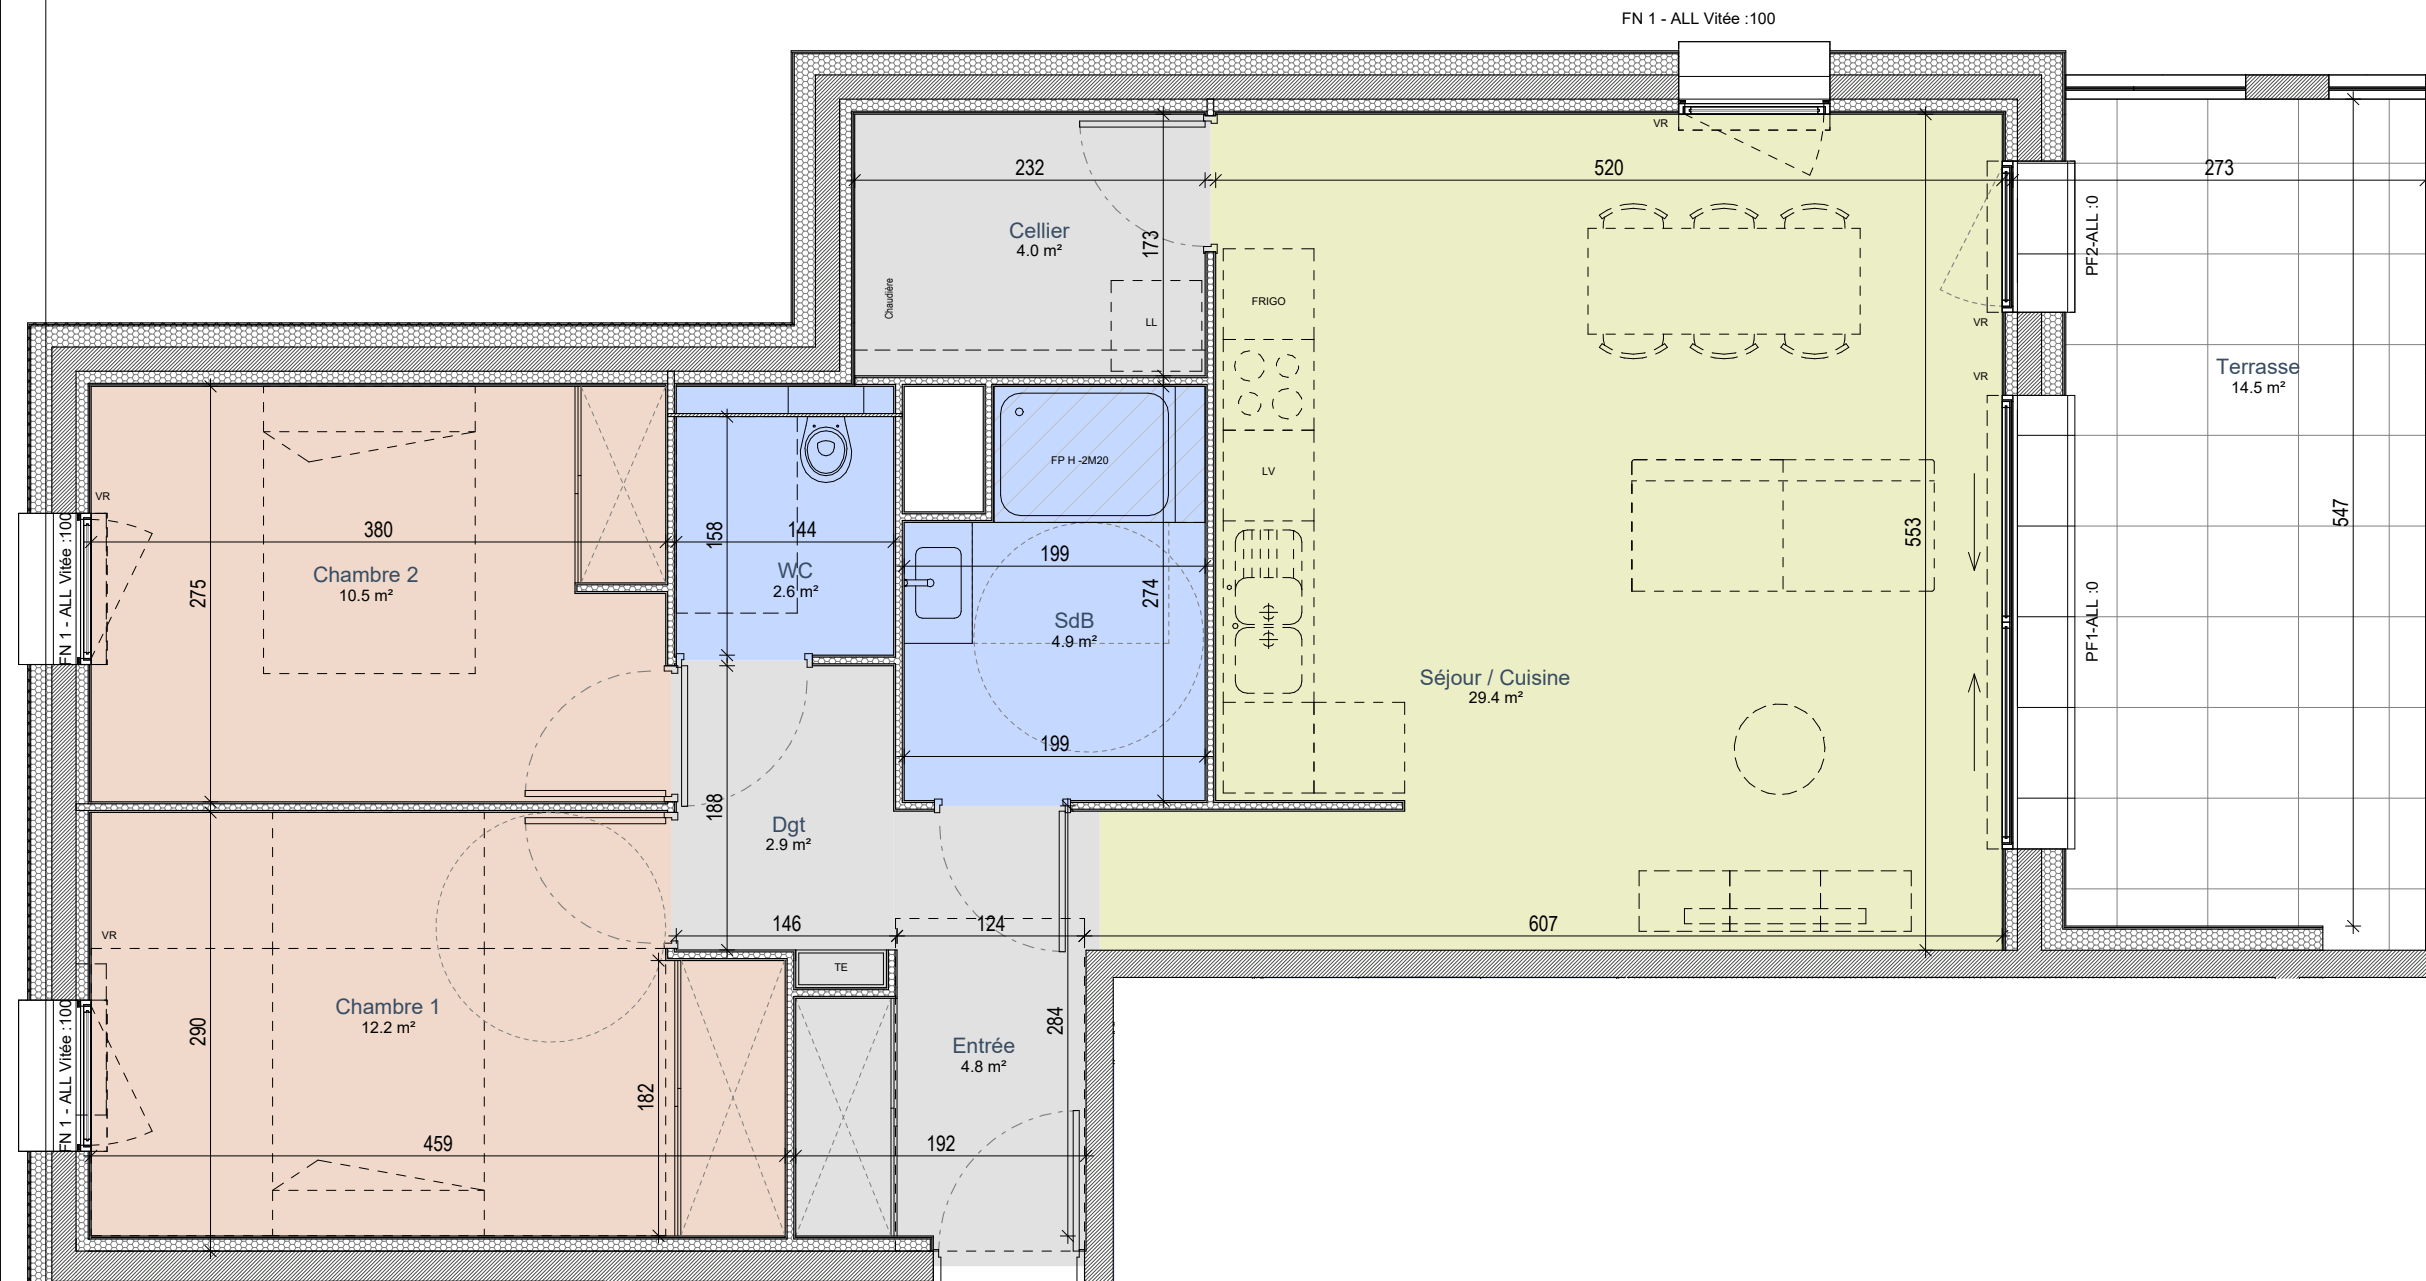 FN 1 - ALL Vitée :100
VR
232
520
273
Cellier
4.0 m²
173
PF2-ALL :0
Chaudière
FRIGO
LL
VR
VR
Terrasse
14.5 m²
FP H -2M20
LV
VR
FN 1 - ALL Vitée :100
380
158
144
199
553
547
Chambre 2
10.5 m²
275
WC
2.6 m²
274
SdB
4.9 m²
PF1-ALL :0
Séjour / Cuisine
29.4 m²
199
188
Dgt
2.9 m²
VR
146
124
607
TE
Chambre 1
12.2 m²
FN 1 - ALL Vitée :100
290
284
Entrée
4.8 m²
182
459
192